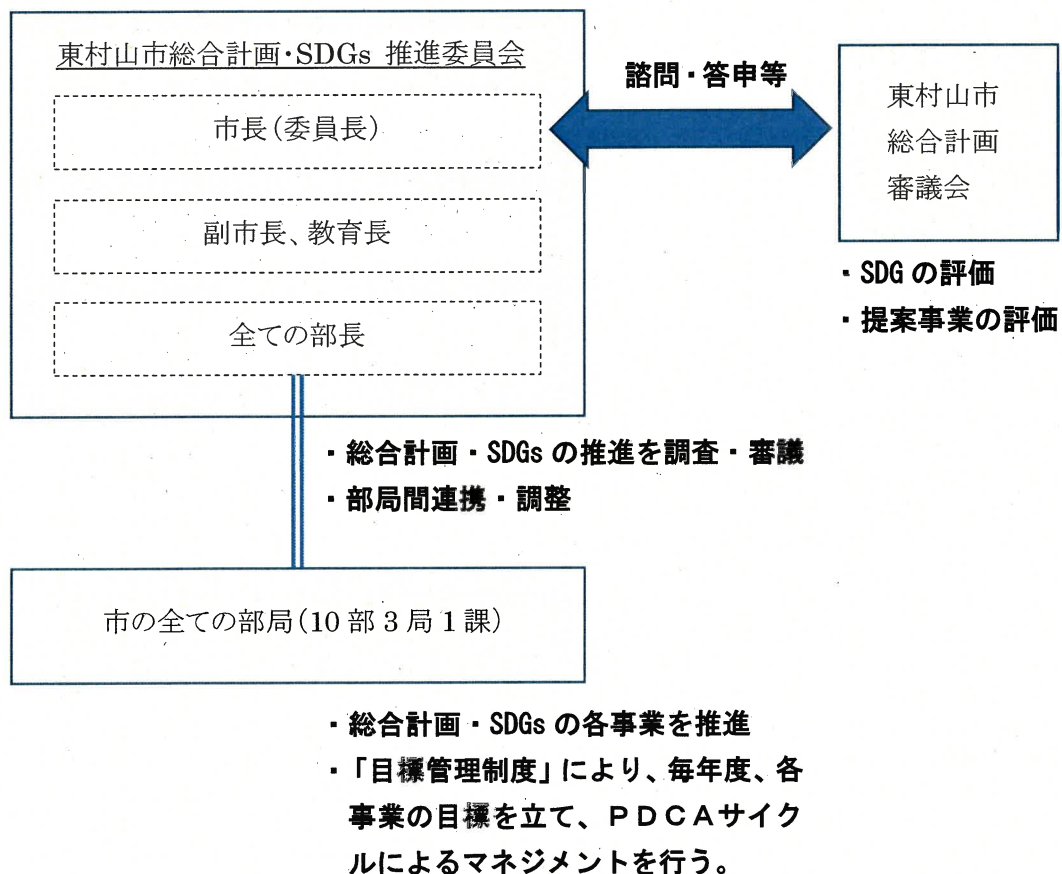 東村山市総合計画・SDGs 推進委員会
市長(委員長)
副市長、教育長
全ての部長
諮問・答申等
東村山市
総合計画
審議会
・SDG の評価
・提案事業の評価
・総合計画・SDGs の推進を調査・審議
・部局間連携・調整
市の全ての部局(10 部 3 局 1 課)
・総合計画・SDGs の各事業を推進
・「目標管理制度」により、毎年度、各
事業の目標を立て、PDCAサイク
ルによるマネジメントを行う。